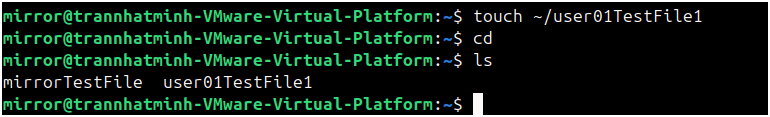 mirror@trannhatminh-VMware-Virtual-Platform:~$ touch ~/user01TestFile1
mirror@trannhatminh-VMware-Virtual-Platform:~$ cd
mirror@trannhatminh-VMware-Virtual-Platform:~$ ls
mirrorTestFile  user01TestFile1
mirror@trannhatminh-VMware-Virtual-Platform:~$